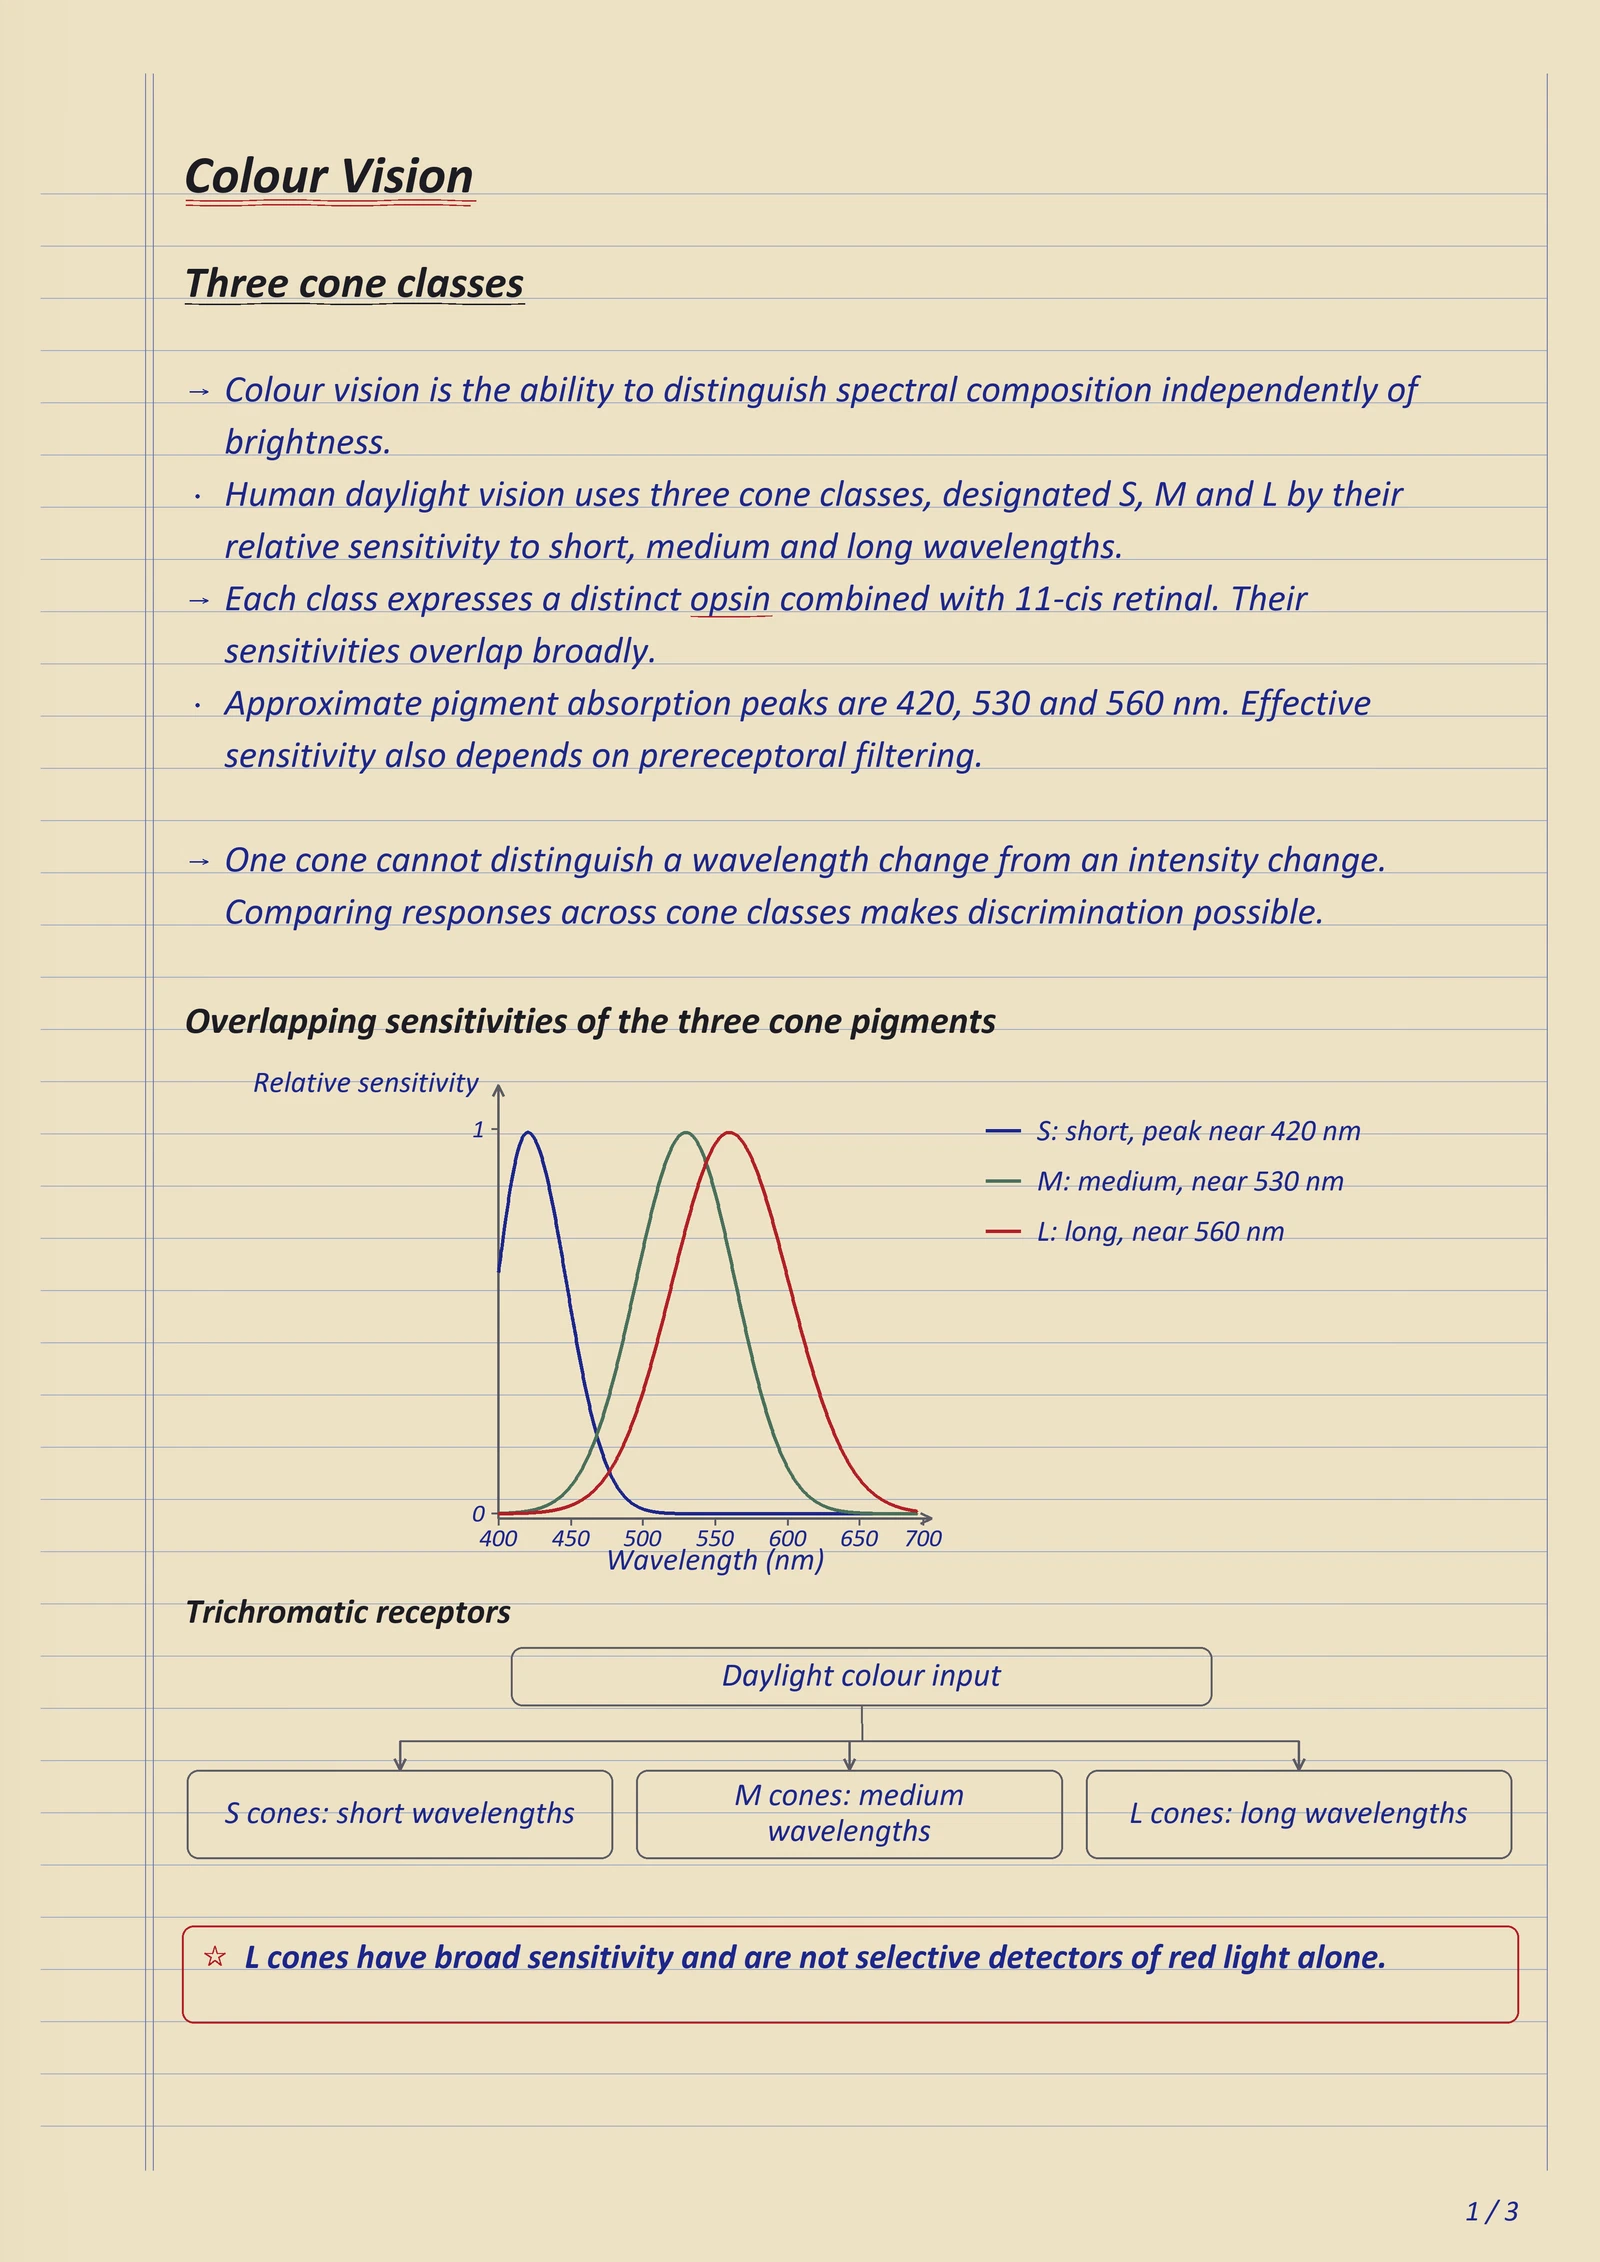 Colour Vision
Three cone classes
→ Colour vision is the ability to distinguish spectral composition independently of
brightness.
· Human daylight vision uses three cone classes, designated S, M and L by their
relative sensitivity to short, medium and long wavelengths.
→ Each class expresses a distinct opsin combined with 11-cis retinal. Their
sensitivities overlap broadly.
· Approximate pigment absorption peaks are 420, 530 and 560 nm. Effective
sensitivity also depends on prereceptoral filtering.
→ One cone cannot distinguish a wavelength change from an intensity change.
Comparing responses across cone classes makes discrimination possible.
Overlapping sensitivities of the three cone pigments
Relative sensitivity
1
S: short, peak near 420 nm
M: medium, near 530 nm
L: long, near 560 nm
0
400 450 500 550 600 650 700
Wavelength (nm)
Trichromatic receptors
Daylight colour input
S cones: short wavelengths
M cones: medium
wavelengths
L cones: long wavelengths
☆ L cones have broad sensitivity and are not selective detectors of red light alone.
1 / 3